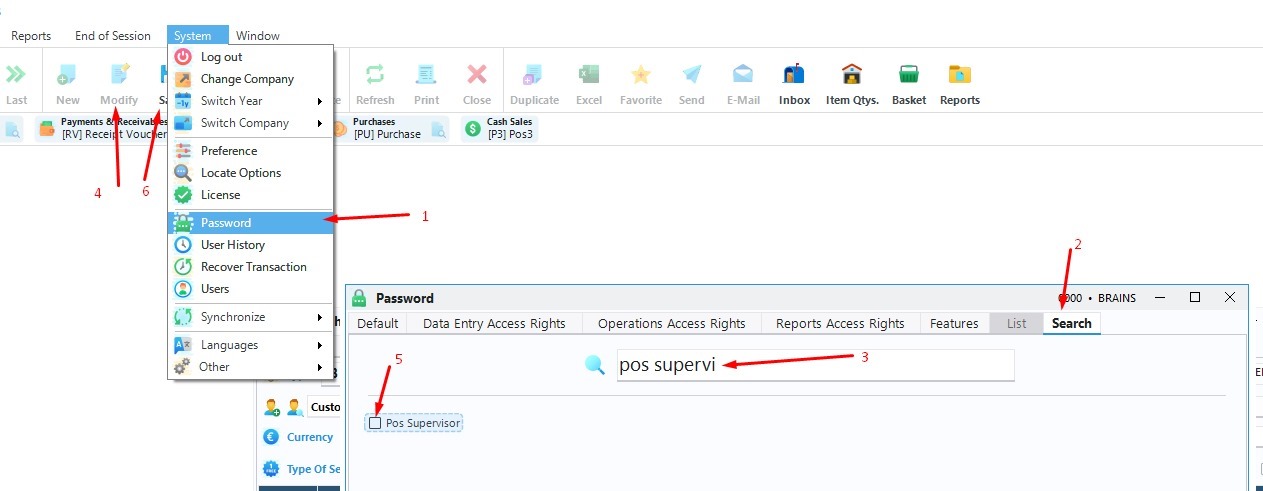 Reports End of Session System Window
Last New Modify Sa Refresh Print Close Duplicate Excel Favorite Send E-Mail Inbox Item Qtys. Basket Reports
Payments & Receivables
[RV] Receipt Voucher
Purchases
[PU] Purchase
Cash Sales
[P3] Pos3
Log out
Change Company
Switch Year
Switch Company
Preference
Locate Options
License
Password
User History
Recover Transaction
Users
Synchronize
Languages
Other
4
6
1
2
Password
0000 • BRAINS
Default Data Entry Access Rights Operations Access Rights Reports Access Rights Features List Search
5
pos supervi
3
Pos Supervisor
Custo
Currency
Type Of Se